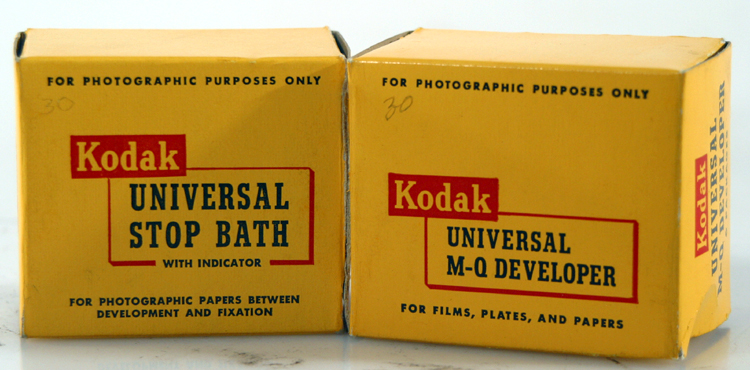 FOR PHOTOGRAPHIC PURPOSES ONLY
30
Kodak
UNIVERSAL
STOP BATH
WITH INDICATOR
FOR PHOTOGRAPHIC PAPERS BETWEEN
DEVELOPMENT AND FIXATION
FOR PHOTOGRAPHIC PURPOSES ONLY
30
Kodak
UNIVERSAL
M-Q DEVELOPER
FOR FILMS, PLATES, AND PAPERS
Kodak
UNIVERSAL
M-Q DEVELOPER